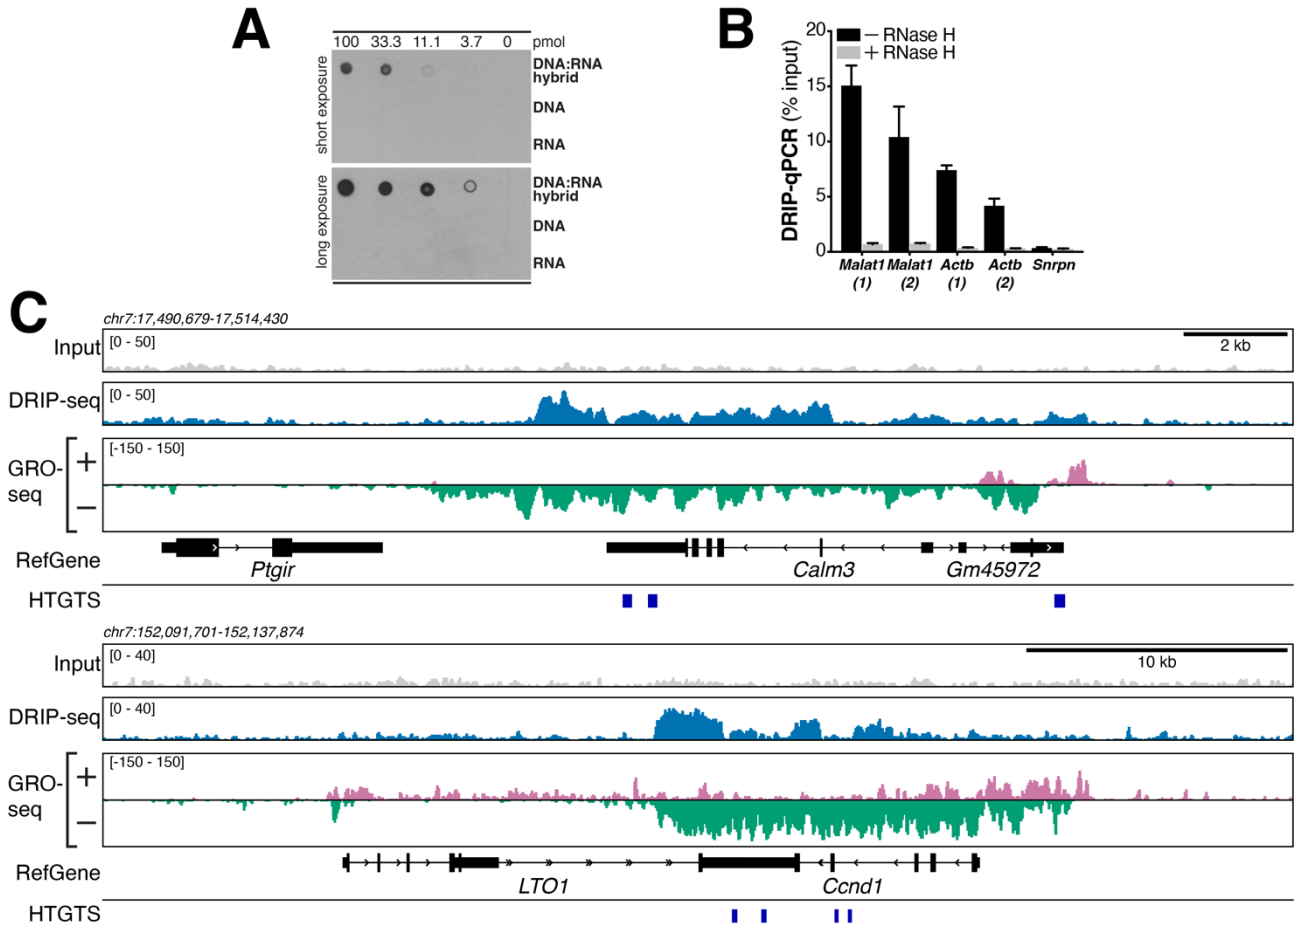 A
100 33.3 11.1 3.7 0 pmol
short exposure
DNA:RNA
hybrid
DNA
RNA
long exposure
DNA:RNA
hybrid
DNA
RNA
B
DRIP-qPCR (% input)
20
15
10
5
0
− RNase H
+ RNase H
Malat1 Malat1 Actb Actb Snrpn
(1) (2) (1) (2)
C
chr7:17,490,679-17,514,430
Input [0 - 50] 2 kb
DRIP-seq [0 - 50]
GRO-
seq
+
−
[-150 - 150]
RefGene
Ptgir Calm3 Gm45972
HTGTS
chr7:152,091,701-152,137,874
Input [0 - 40] 10 kb
DRIP-seq [0 - 40]
GRO-
seq
+
−
[-150 - 150]
RefGene
LTO1 Ccnd1
HTGTS